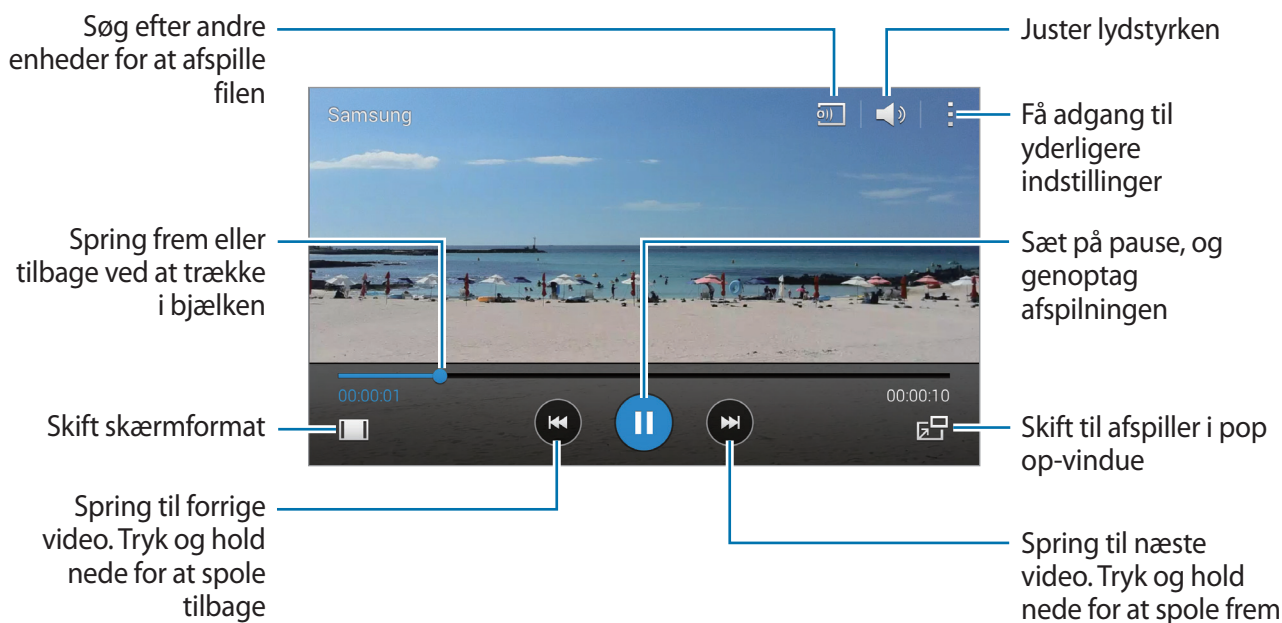 Søg efter andre
enheder for at afspille
filen
Juster lydstyrken
Samsung
Få adgang til
yderligere
indstillinger
Spring frem eller
tilbage ved at trække
i bjælken
Sæt på pause, og
genoptag
afspilningen
00:00:01
00:00:10
Skift skærmformat
Skift til afspiller i pop
op-vindue
Spring til forrige
video. Tryk og hold
nede for at spole
tilbage
Spring til næste
video. Tryk og hold
nede for at spole frem